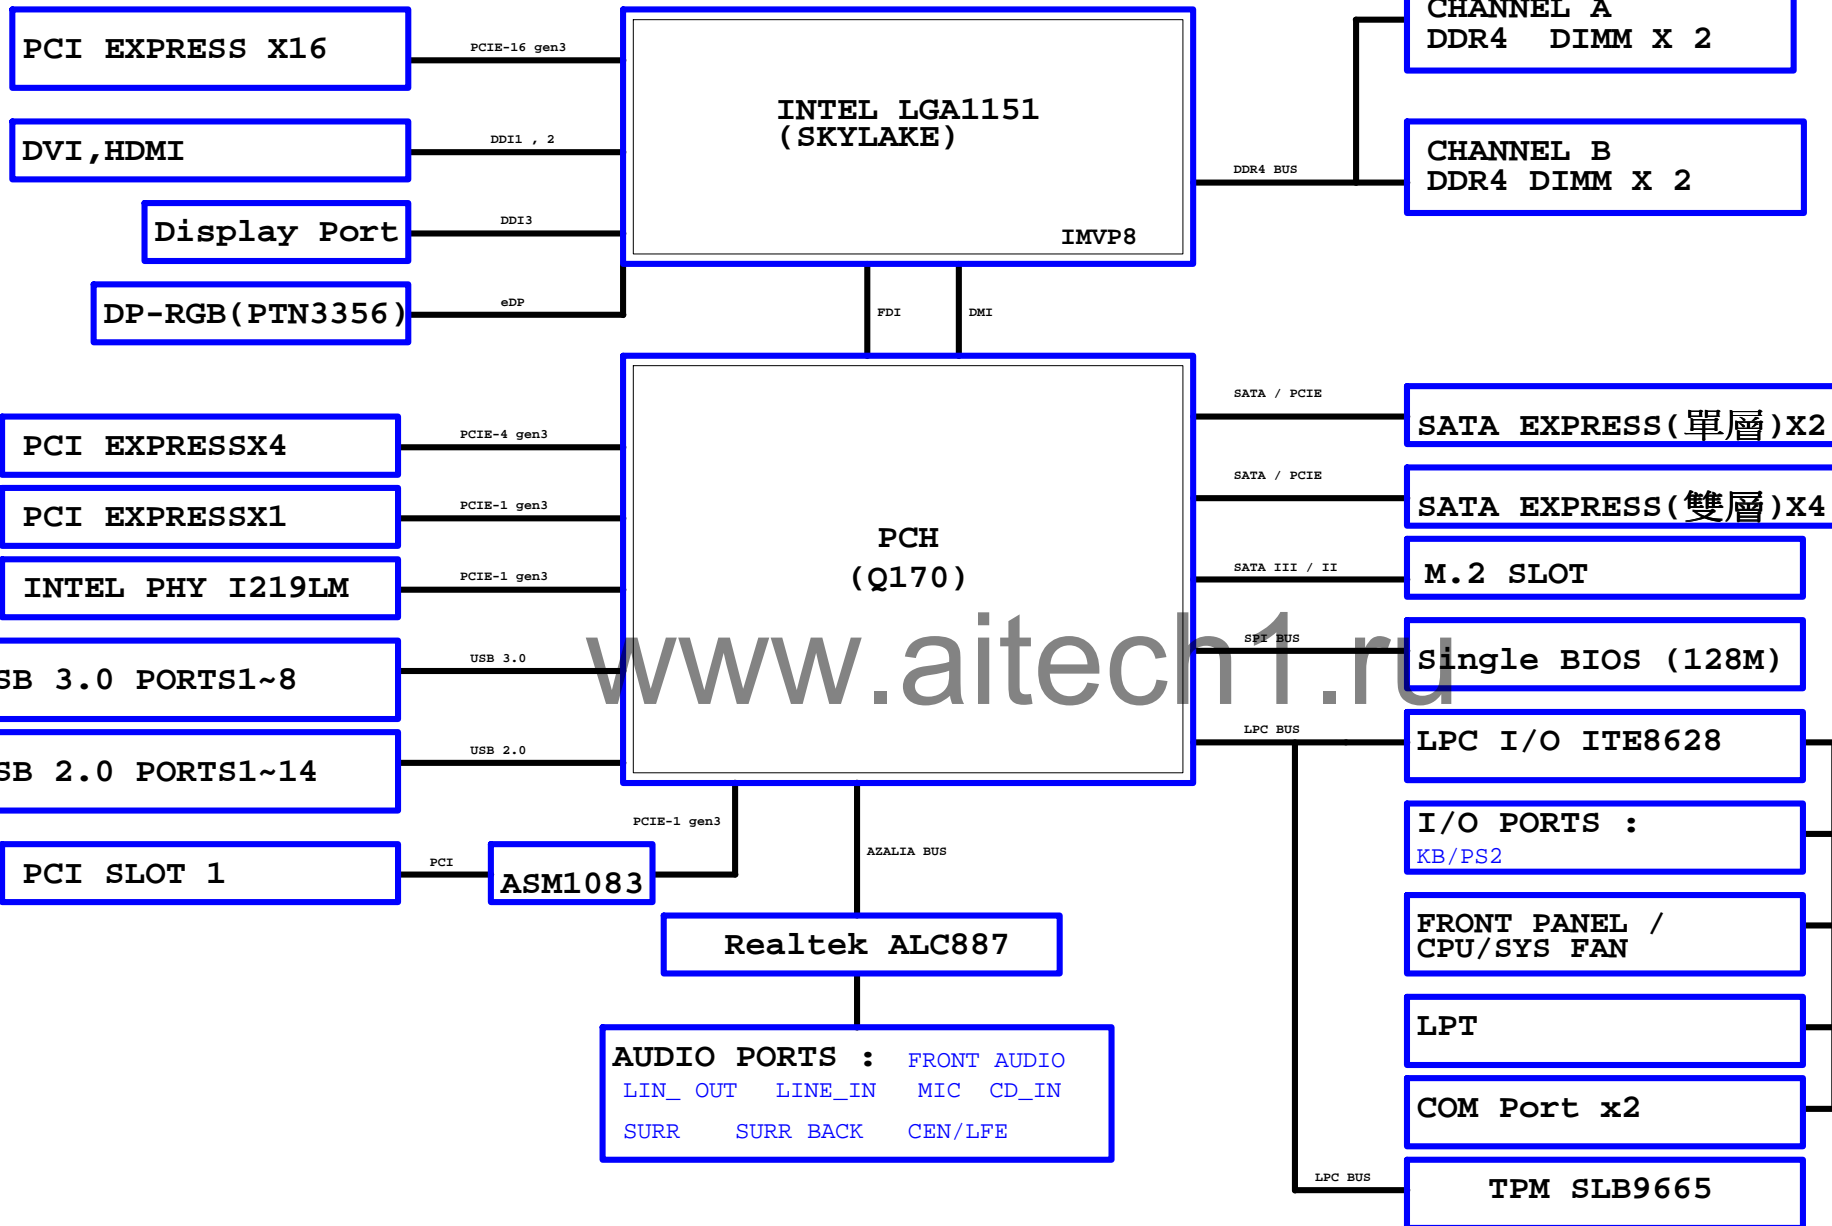 CHANNEL A
DDR4 DIMM X 2
PCI EXPRESS X16
PCIE-16 gen3
INTEL LGA1151
(SKYLAKE)
DVI,HDMI
DDI1 , 2
DDR4 BUS
CHANNEL B
DDR4 DIMM X 2
Display Port
DDI3
IMVP8
DP-RGB(PTN3356)
eDP
FDI
DMI
PCI EXPRESSX4
PCIE-4 gen3
SATA / PCIE
SATA EXPRESS(單層)X2
PCI EXPRESSX1
PCIE-1 gen3
SATA / PCIE
SATA EXPRESS(雙層)X4
PCH
(Q170)
INTEL PHY I219LM
PCIE-1 gen3
SATA III / II
M.2 SLOT
www.aitech1.ru
SB 3.0 PORTS1~8
USB 3.0
SPI BUS
Single BIOS (128M)
SB 2.0 PORTS1~14
USB 2.0
LPC BUS
LPC I/O ITE8628
PCIE-1 gen3
I/O PORTS :
KB/PS2
PCI SLOT 1
PCI
ASM1083
AZALIA BUS
Realtek ALC887
FRONT PANEL /
CPU/SYS FAN
LPT
AUDIO PORTS : FRONT AUDIO
LIN_ OUT LINE_IN MIC CD_IN
SURR SURR BACK CEN/LFE
COM Port x2
LPC BUS
TPM SLB9665